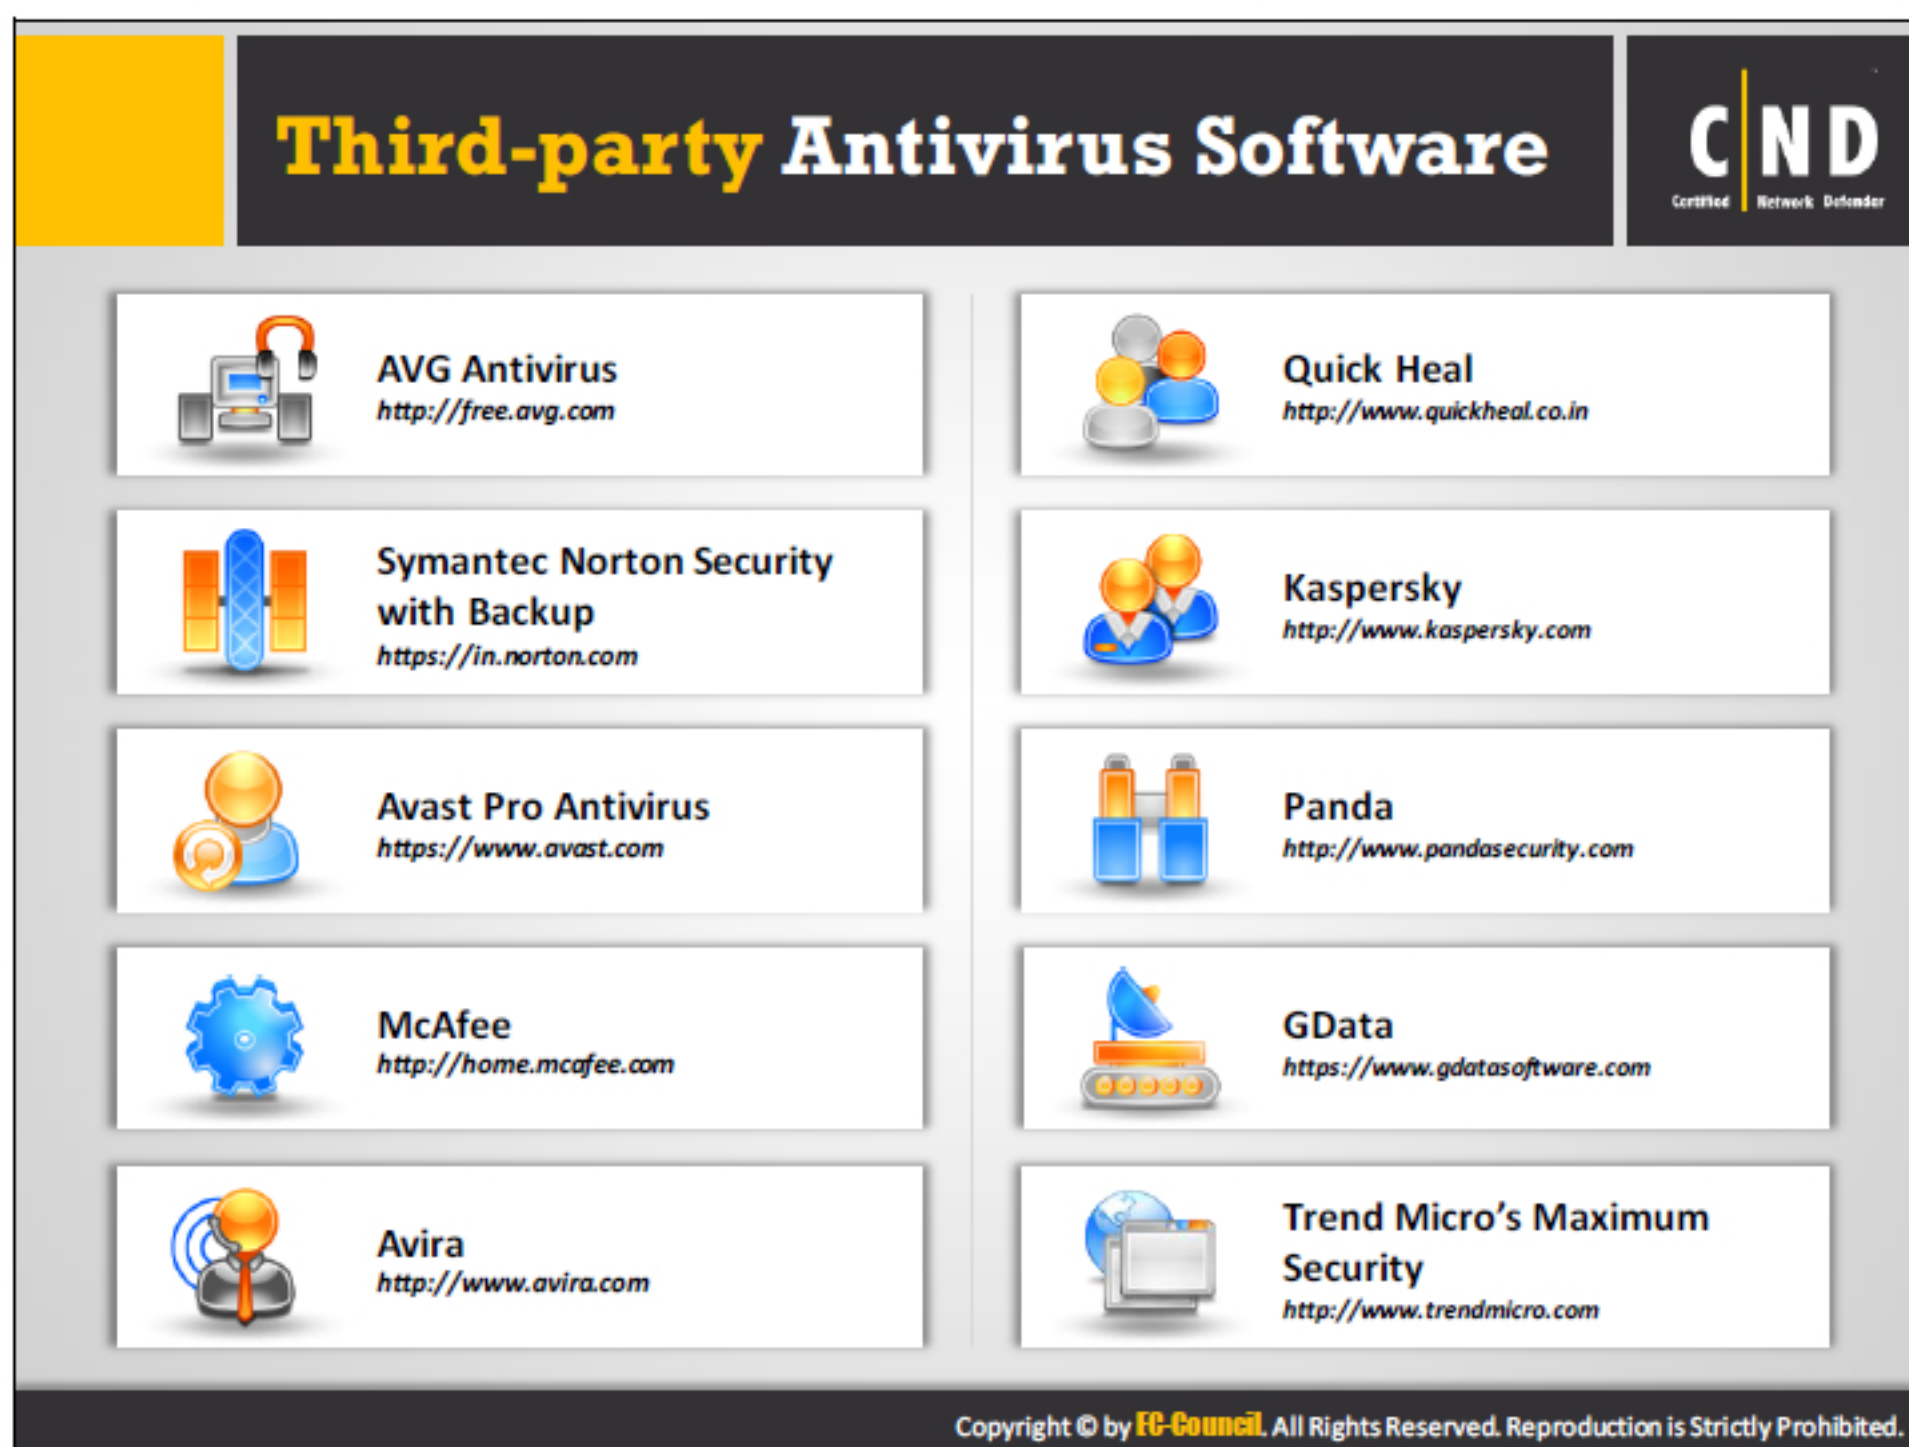 Third-party Antivirus Software
C|ND
Certified Network Defender
AVG Antivirus
http://free.avg.com
Symantec Norton Security
with Backup
https://in.norton.com
Avast Pro Antivirus
https://www.avast.com
McAfee
http://home.mcafee.com
Avira
http://www.avira.com
Quick Heal
http://www.quickheal.co.in
Kaspersky
http://www.kaspersky.com
Panda
http://www.pandasecurity.com
GData
https://www.gdatasoftware.com
Trend Micro’s Maximum
Security
http://www.trendmicro.com
Copyright © by EC-Council. All Rights Reserved. Reproduction is Strictly Prohibited.